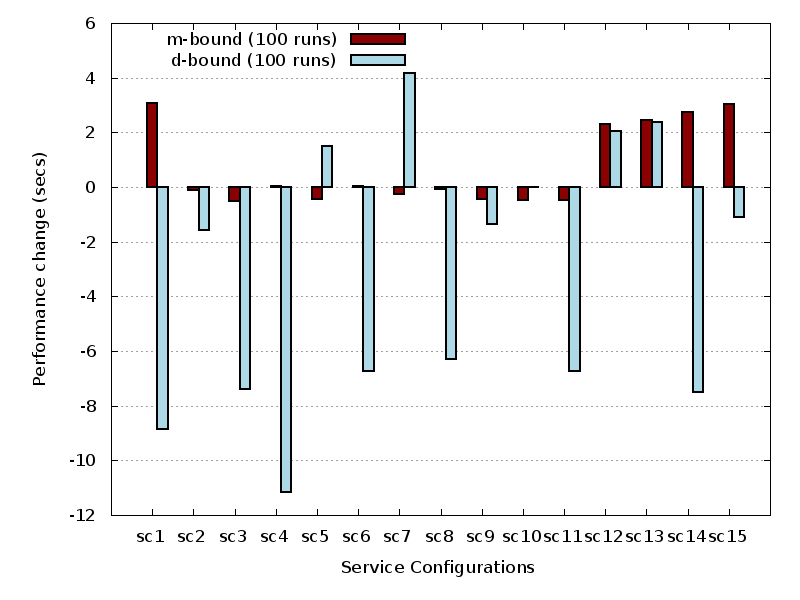 6
m-bound (100 runs)
d-bound (100 runs)
4
2
0
-2
-4
-6
-8
-10
-12
Performance change (secs)
sc1 sc2 sc3 sc4 sc5 sc6 sc7 sc8 sc9 sc10 sc11 sc12 sc13 sc14 sc15
Service Configurations